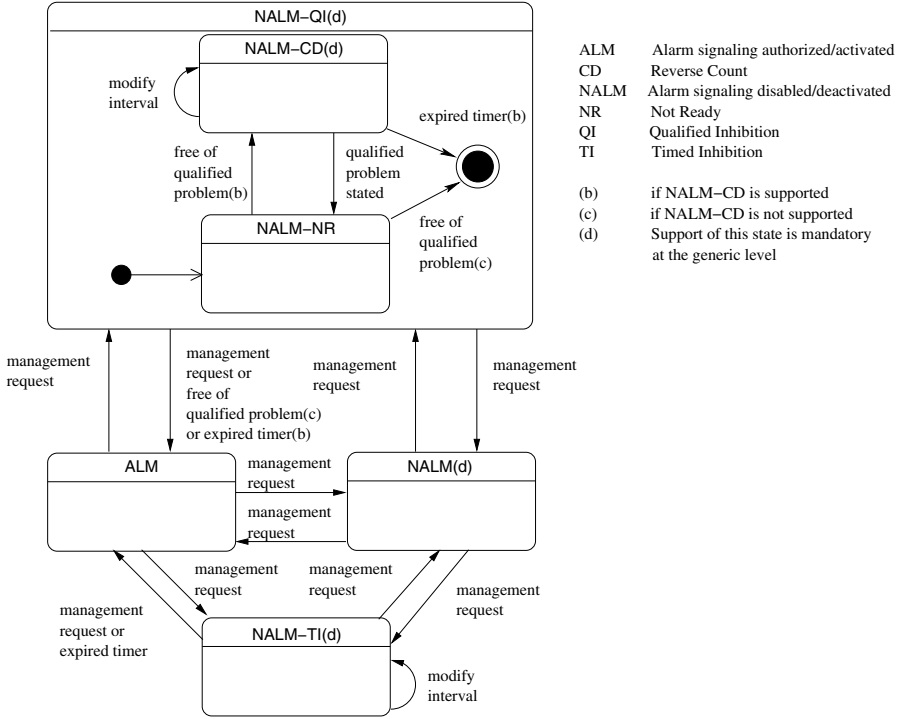 NALM−QI(d)
NALM−CD(d)
modify
interval
expired timer(b)
free of
qualified
problem(b)
qualified
problem
stated
NALM−NR
free of
qualified
problem(c)
ALM Alarm signaling authorized/activated
CD Reverse Count
NALM Alarm signaling disabled/deactivated
NR Not Ready
QI Qualified Inhibition
TI Timed Inhibition
(b) if NALM−CD is supported
(c) if NALM−CD is not supported
(d) Support of this state is mandatory
at the generic level
management
request
management
request or
free of
qualified problem(c)
or expired timer(b)
management
request
management
request
ALM
management
request
management
request
NALM(d)
management
request
management
request
management
request or
expired timer
management
request
NALM−TI(d)
modify
interval